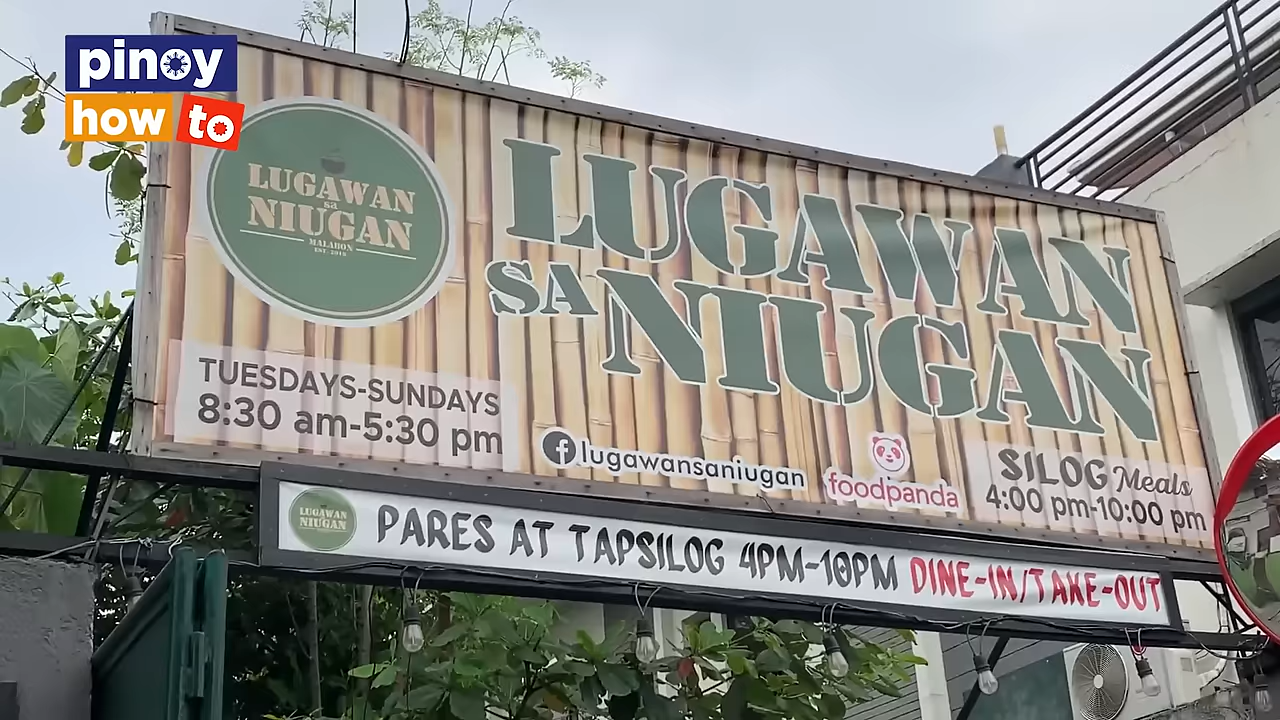 pinoy
how to
LUGAWAN
sa
NIUGAN
MALABON
EST. 2019
LUGAWAN
SA NIUGAN
TUESDAYS-SUNDAYS
8:30 am-5:30 pm
lugawansaniugan
foodpanda
SILOG Meals
4:00 pm-10:00 pm
LUGAWAN
NIUGAN
PARES AT TAPSILOG 4PM-10PM DINE-IN/TAKE-OUT